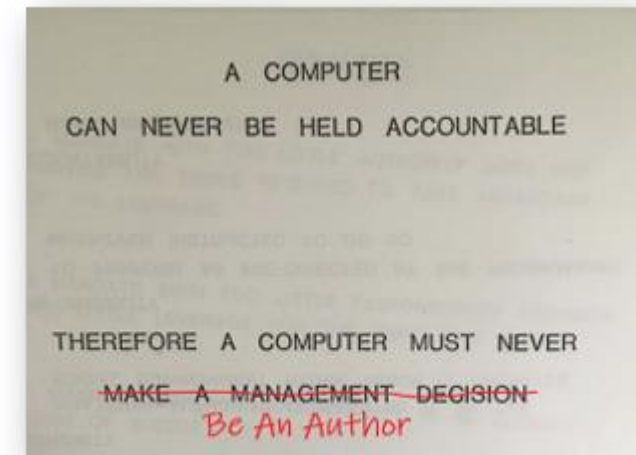 A COMPUTER
CAN NEVER BE HELD ACCOUNTABLE
THEREFORE A COMPUTER MUST NEVER
MAKE A MANAGEMENT DECISION
Be An Author